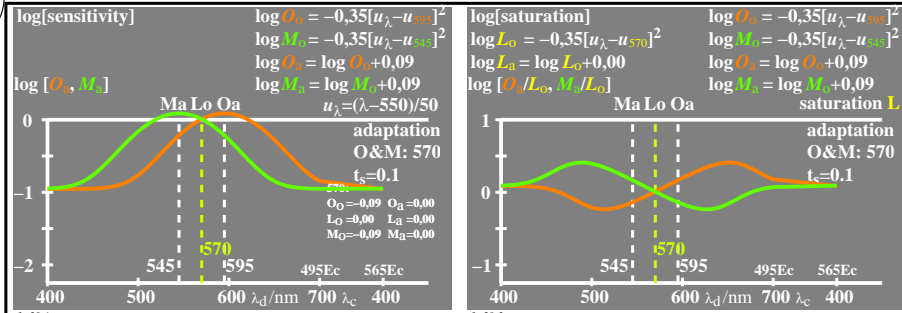 log[sensitivity]
log Oo = −0,35[uλ−u595]2
log Mo = −0,35[uλ−u545]2
log Oa = log Oo+0,09
log [Oa, Ma]
log Ma = log Mo+0,09
uλ=(λ−550)/50
Ma Lo Oa
0
adaptation
O&M: 570
ts=0.1
−1
Oo=−0,09 Oa=0,00
Lo=0,00 La=0,00
Mo=−0,09 Ma=0,00
570
−2
545
595
495Ec
565Ec
400 500 600 λd/nm 700 λc 400
log[saturation]
log Oo = −0,35[uλ−u595]2
log Lo = −0,35[uλ−u570]2
log Mo = −0,35[uλ−u545]2
log La = log Lo+0,00
log Oa = log Oo+0,09
log [Oa/Lo, Ma/Lo]
log Ma = log Mo+0,09
Ma Lo Oa
saturation L
1
adaptation
O&M: 570
ts=0.1
0
570
−1
545
595
495Ec
565Ec
400 500 600 λd/nm 700 λc 400